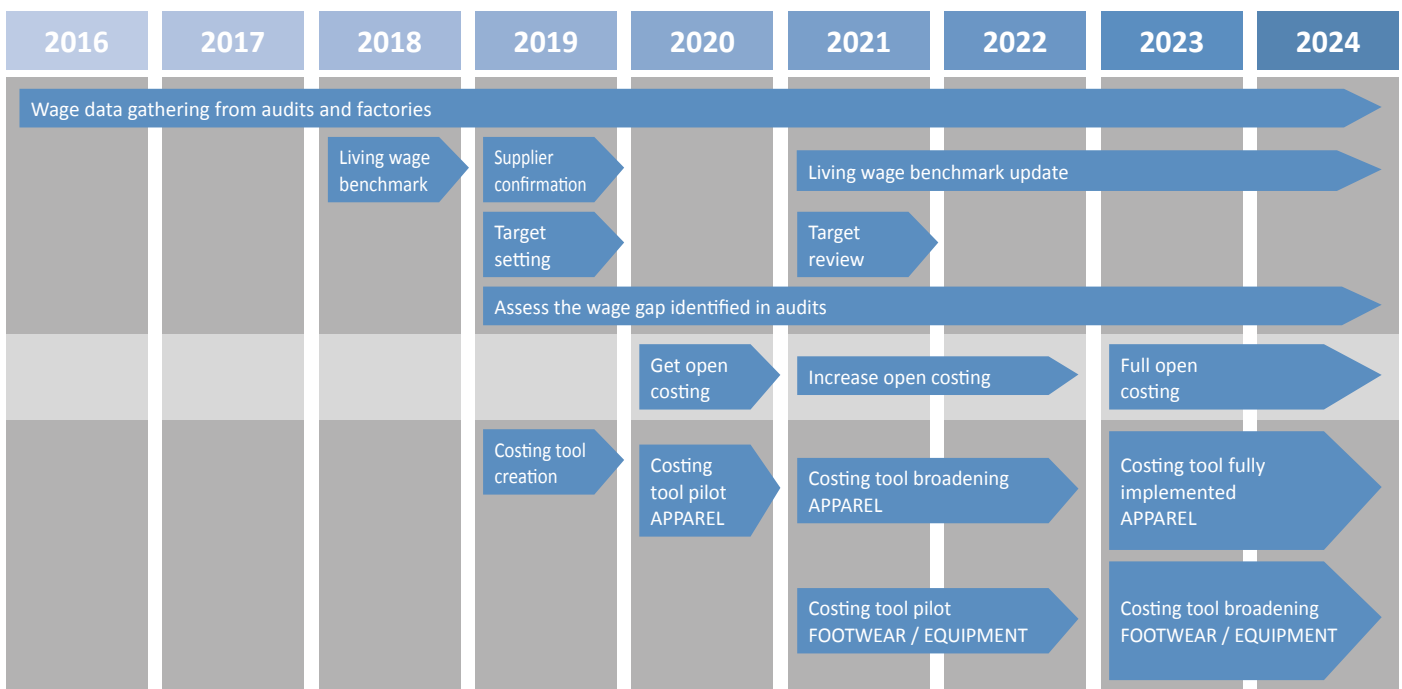 2016 2017 2018 2019 2020 2021 2022 2023 2024
Wage data gathering from audits and factories
Living wage
benchmark
Supplier
confirmation
Living wage benchmark update
Target
setting
Target
review
Assess the wage gap identified in audits
Get open
costing
Increase open costing
Full open
costing
Costing tool
creation
Costing
tool pilot
APPAREL
Costing tool broadening
APPAREL
Costing tool fully
implemented
APPAREL
Costing tool pilot
FOOTWEAR / EQUIPMENT
Costing tool broadening
FOOTWEAR / EQUIPMENT